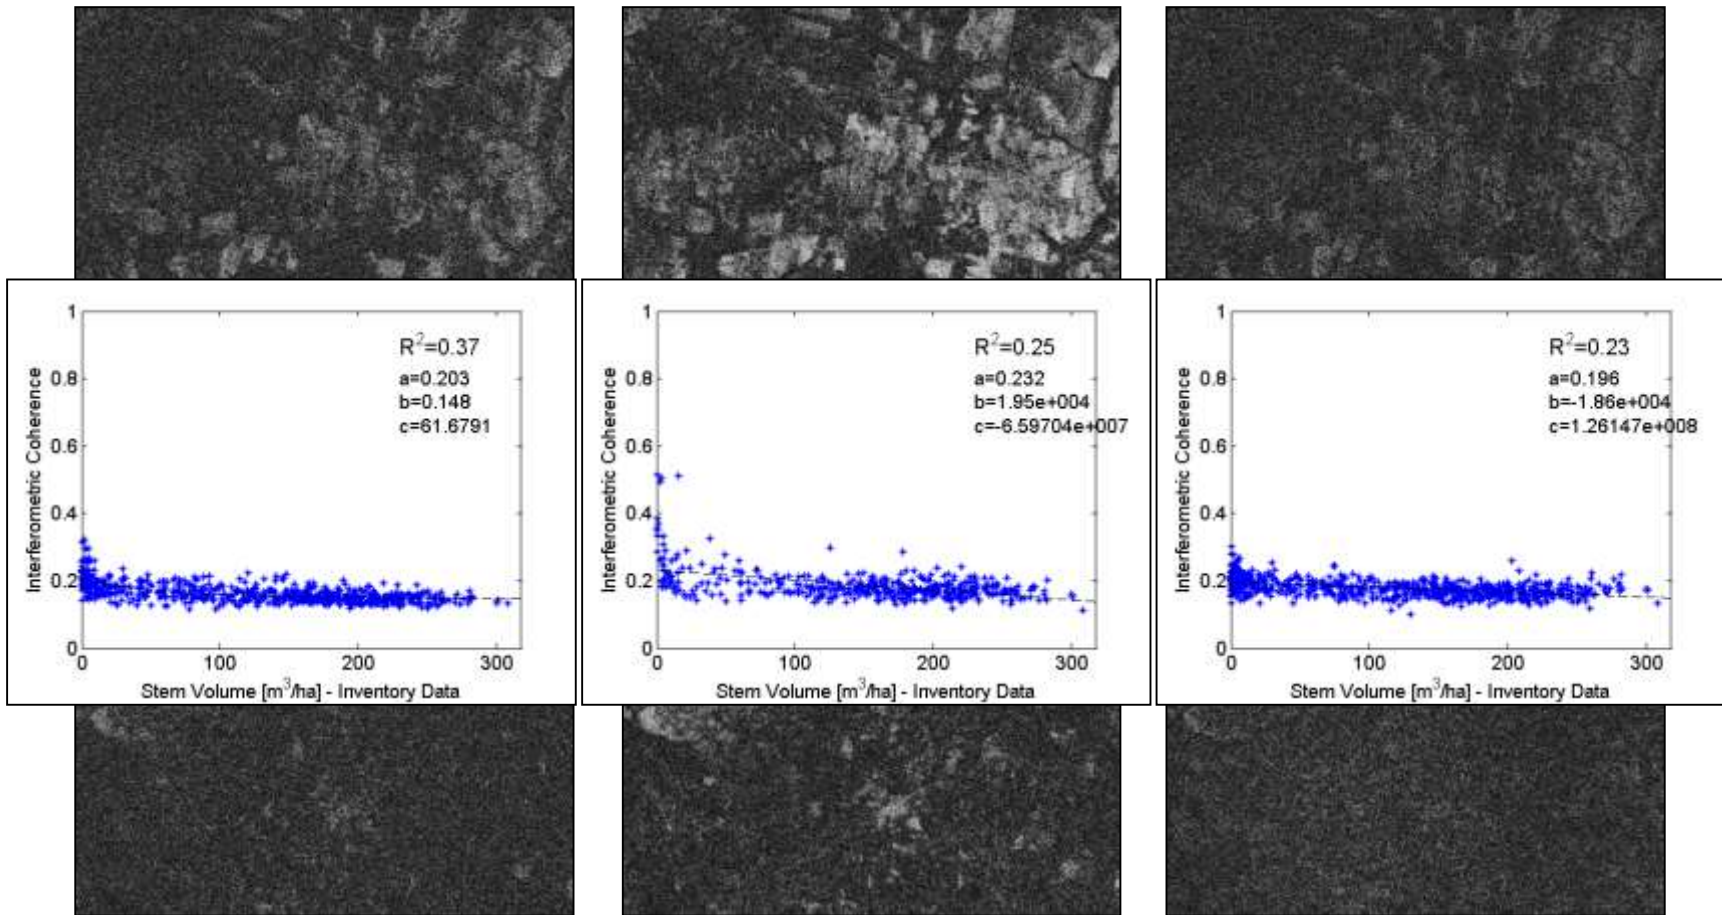 1
0.8
0.6
0.4
0.2
0
0
100
200
300
Interferometric Coherence
R²=0.37
a=0.203
b=0.148
c=61.6791
Stem Volume [m³/ha] - Inventory Data
1
0.8
0.6
0.4
0.2
0
0
100
200
300
Interferometric Coherence
R²=0.25
a=0.232
b=1.95e+004
c=-6.59704e+007
Stem Volume [m³/ha] - Inventory Data
1
0.8
0.6
0.4
0.2
0
0
100
200
300
Interferometric Coherence
R²=0.23
a=0.196
b=-1.86e+004
c=1.26147e+008
Stem Volume [m³/ha] - Inventory Data